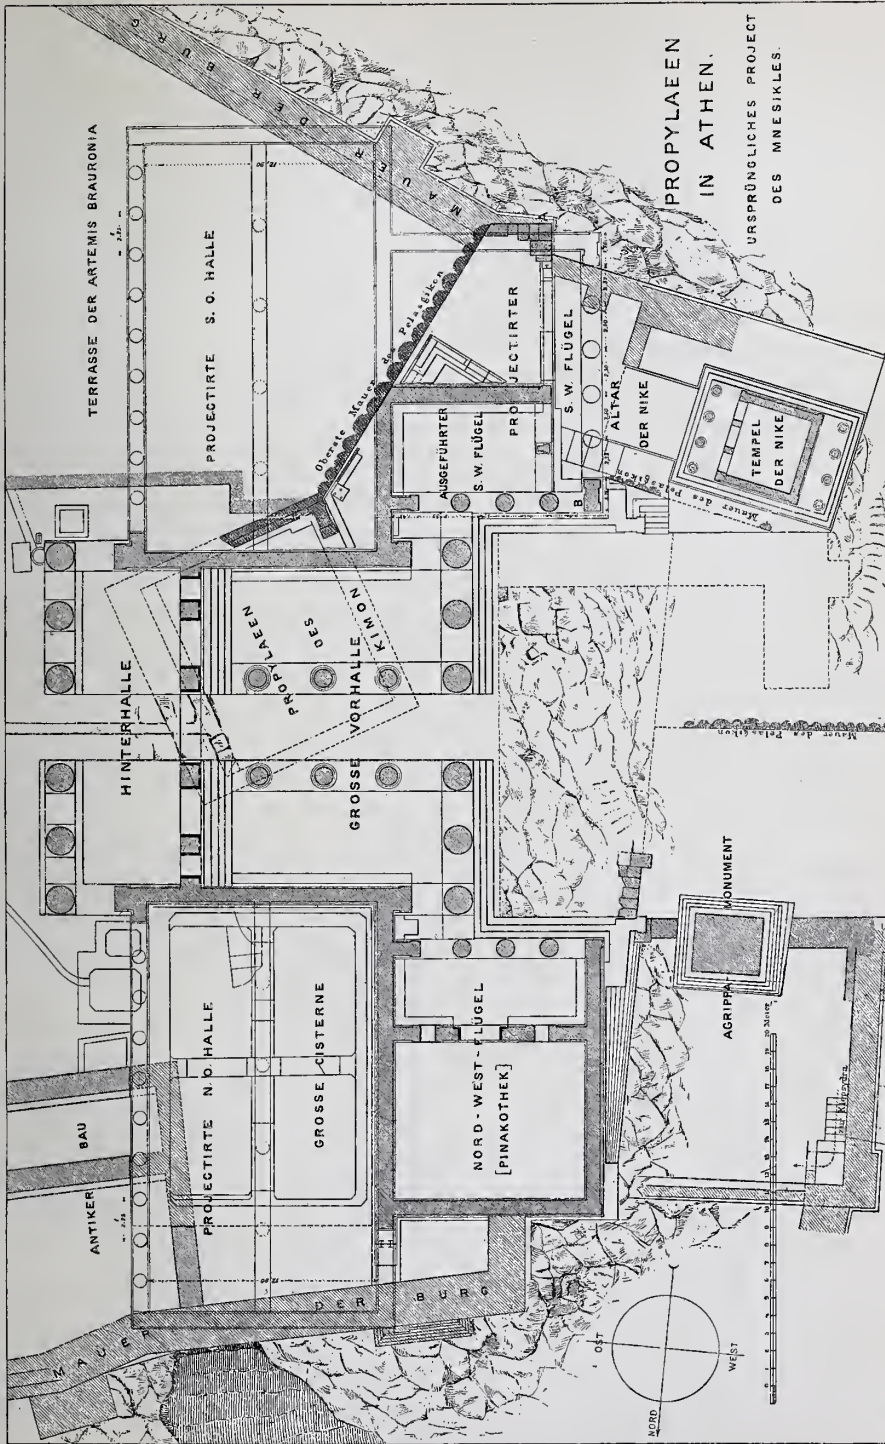 PROPYLAEEN
IN ATHEN.
URSPRÜNGLICHES PROJECT
DES MNESIKLES.
TERRASSE DER ARTEMIS BRAURONIA
MAUER DER BURG
PROJECTIRTE S. O. HALLE
Oberste Mauer des Pelasgikon
PROJECTIRTER
S. W. FLÜGEL
AUSGEFÜHRTER
S. W. FLÜGEL
A
B
ALTAR
DER NIKE
TEMPEL
DER NIKE
Mauer des Pelasgikon
HINTERHALLE
PROPYLAEEN
DES
KIMON
GROSSE VORHALLE
Mauer des Pelasgikon
ANTIKER
BAU
PROJECTIRTE N. O. HALLE
GROSSE CISTERNE
NORD-WEST-FLÜGEL
[PINAKOTHEK]
AGRIPPA-MONUMENT
zur Klepsydra
MAUER DER BURG
20 Meter
NORD
OST
WEST